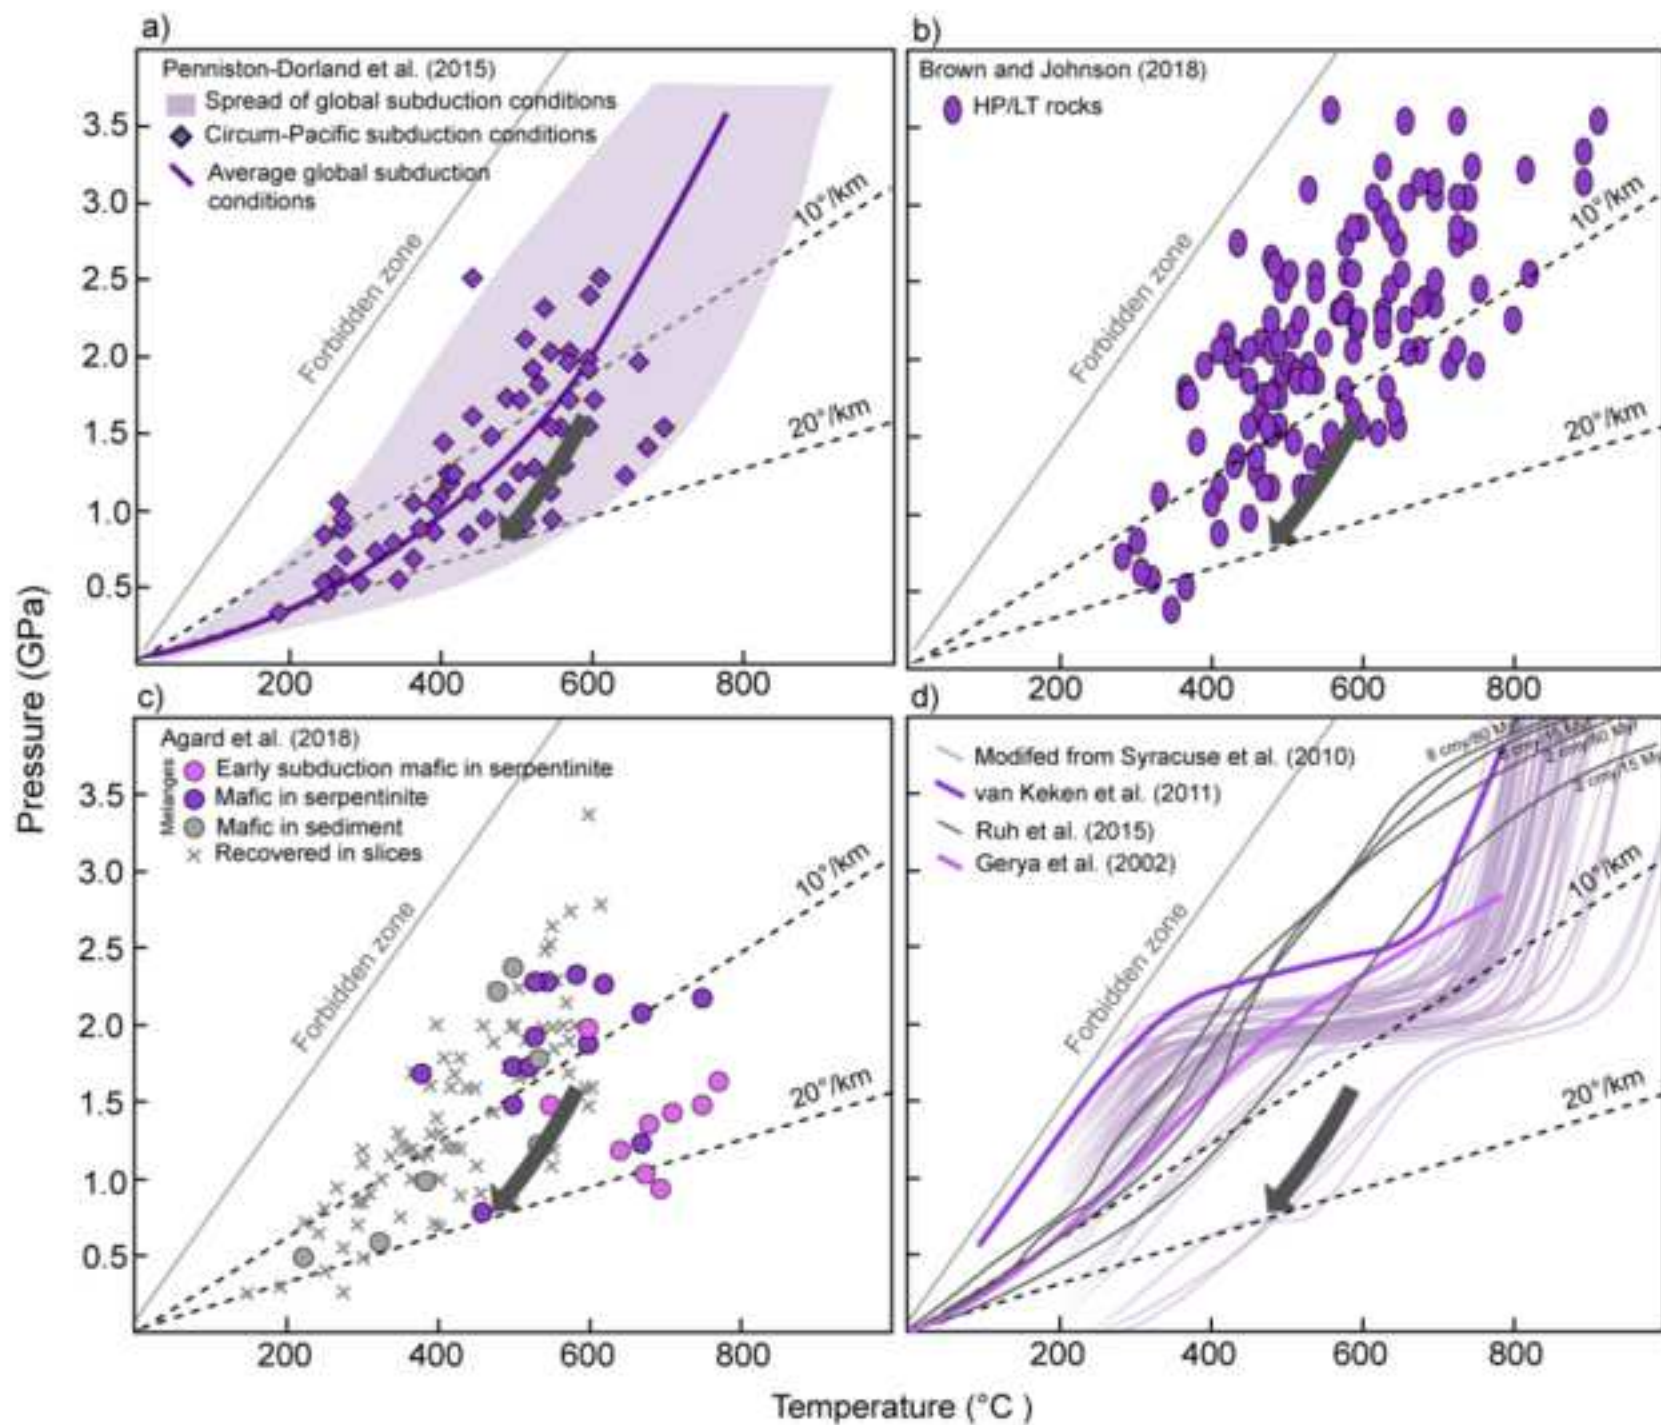 a)
Penniston-Dorland et al. (2015)
Spread of global subduction conditions
Circum-Pacific subduction conditions
Average global subduction
conditions
Forbidden zone
10°/km
20°/km
3.5
3.0
2.5
2.0
1.5
1.0
0.5
200
400
600
800
b)
Brown and Johnson (2018)
HP/LT rocks
Forbidden zone
10°/km
20°/km
200
400
600
800
Pressure (GPa)
c)
Agard et al. (2018)
Melanges
Early subduction mafic in serpentinite
Mafic in serpentinite
Mafic in sediment
Recovered in slices
Forbidden zone
10°/km
20°/km
3.5
3.0
2.5
2.0
1.5
1.0
0.5
200
400
600
800
d)
Modifed from Syracuse et al. (2010)
van Keken et al. (2011)
Ruh et al. (2015)
Gerya et al. (2002)
Forbidden zone
10°/km
20°/km
200
400
600
800
Temperature (°C )